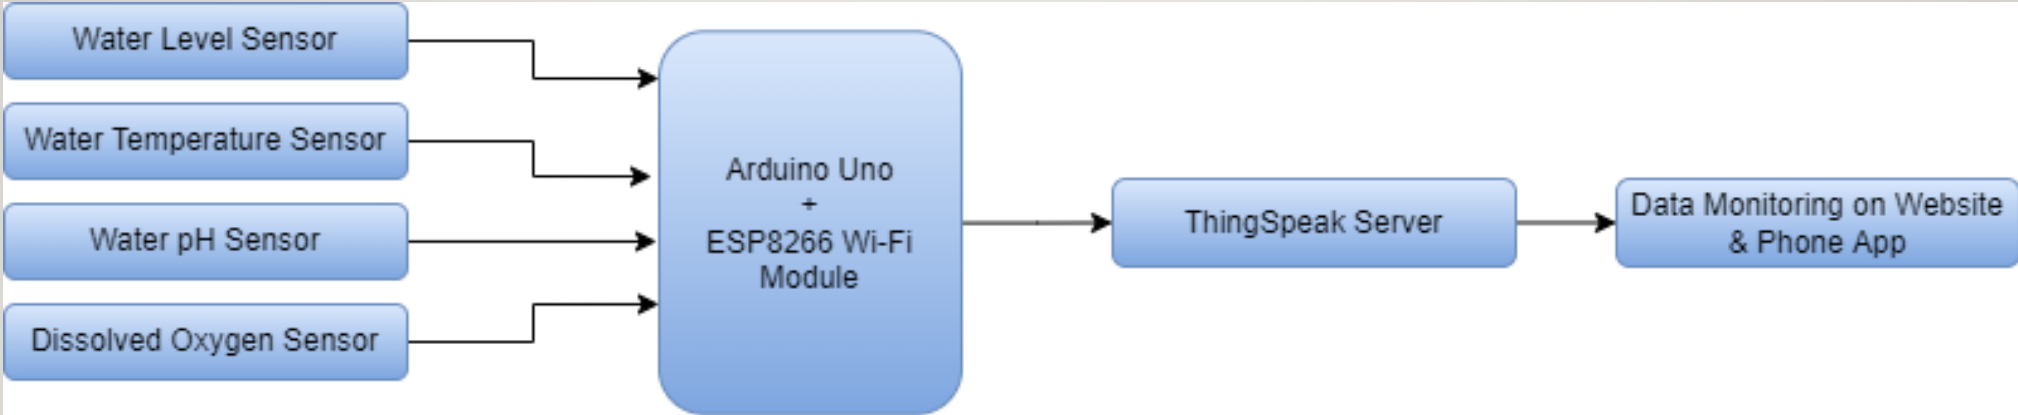 Water Level Sensor
Water Temperature Sensor
Water pH Sensor
Dissolved Oxygen Sensor
Arduino Uno
+
ESP8266 Wi-Fi
Module
ThingSpeak Server
Data Monitoring on Website
& Phone App